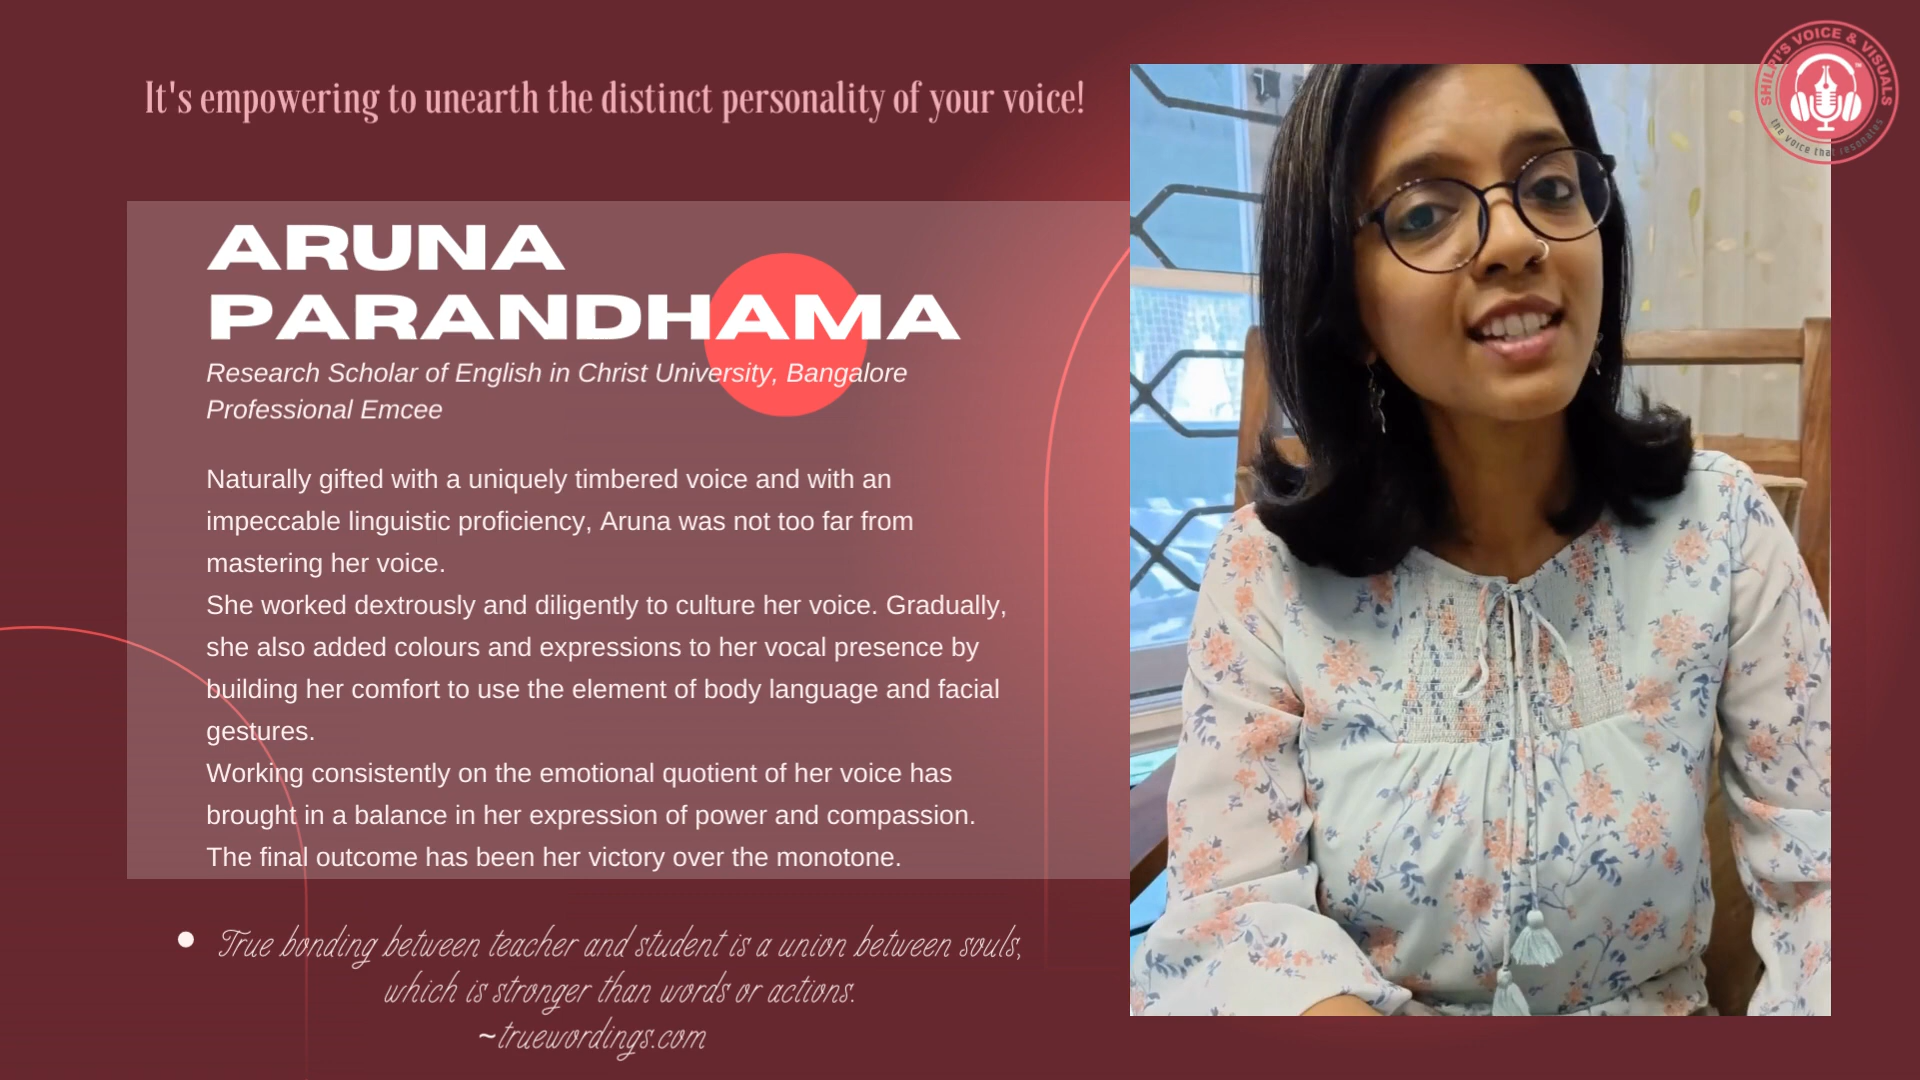 It's empowering to unearth the distinct personality of your voice!
SHILPI'S VOICE & VISUALS
the voice that resonates
ARUNA
PARANDHAMA
Research Scholar of English in Christ University, Bangalore
Professional Emcee
Naturally gifted with a uniquely timbered voice and with an
impeccable linguistic proficiency, Aruna was not too far from
mastering her voice.
She worked dextrously and diligently to culture her voice. Gradually,
she also added colours and expressions to her vocal presence by
building her comfort to use the element of body language and facial
gestures.
Working consistently on the emotional quotient of her voice has
brought in a balance in her expression of power and compassion.
The final outcome has been her victory over the monotone.
True bonding between teacher and student is a union between souls,
which is stronger than words or actions.
~truewordings.com